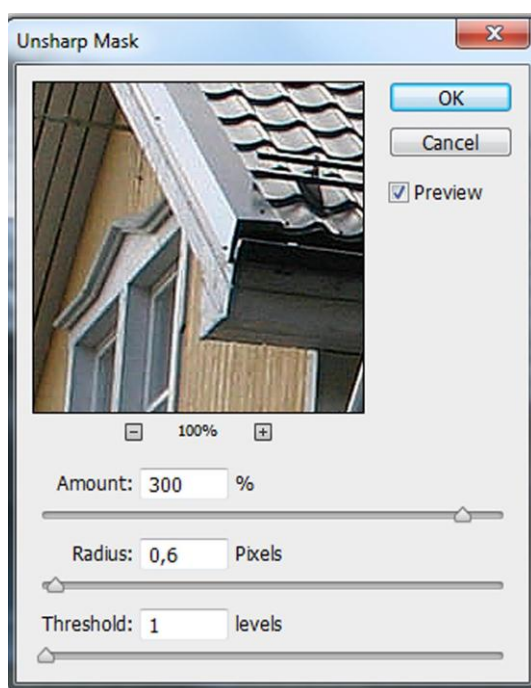 Unsharp Mask
OK
Cancel
Preview
100%
Amount: 300 %
Radius: 0,6 Pixels
Threshold: 1 levels